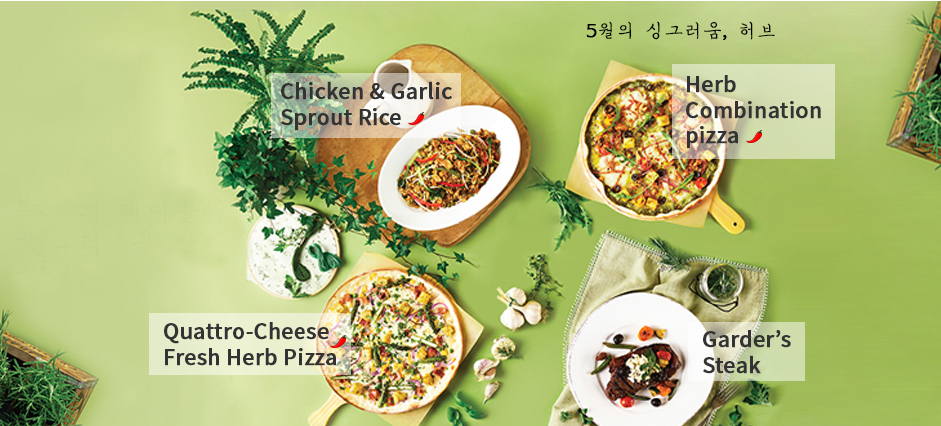 5월의 싱그러움, 허브
Chicken & Garlic
Sprout Rice
Herb
Combination
pizza
Quattro-Cheese
Fresh Herb Pizza
Garder's
Steak